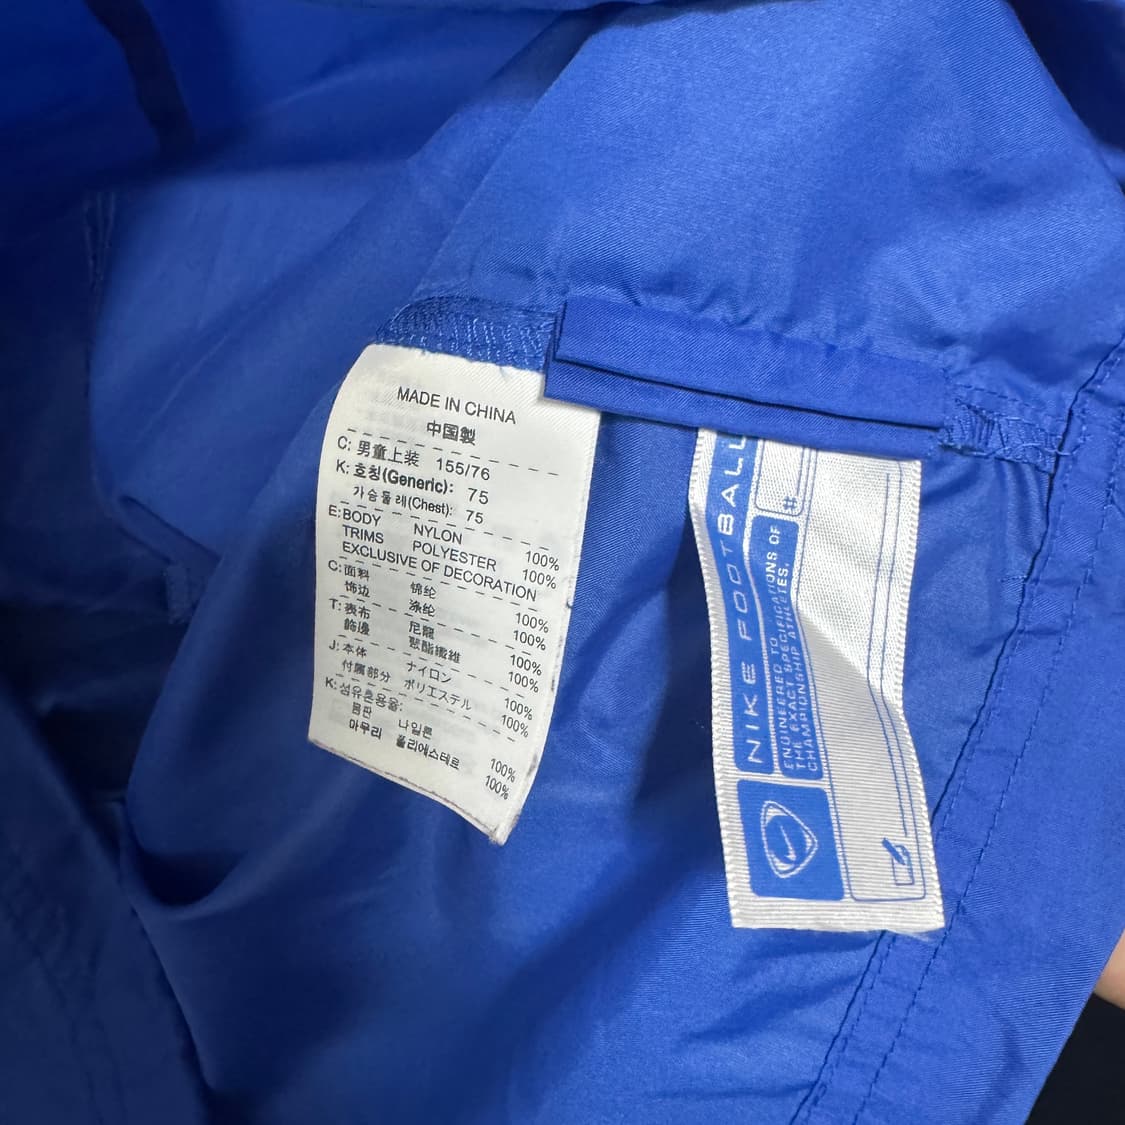 MADE IN CHINA
中国製
C: 男童上装 155/76
K: 호칭(Generic): 75
가슴둘레(Chest): 75
E:BODY NYLON 100%
TRIMS POLYESTER 100%
EXCLUSIVE OF DECORATION
C:面料 锦纶 100%
饰边 涤纶 100%
T:表布 尼龍 100%
飾邊 聚酯纖維 100%
J:本体 ナイロン 100%
付属部分 ポリエステル 100%
K:섬유혼용율:
몸판 나일론 100%
마무리 폴리에스테르 100%
NIKE FOOTBALL
ENGINEERED TO
THE EXACT SPECIFICATIONS OF
CHAMPIONSHIP ATHLETES.